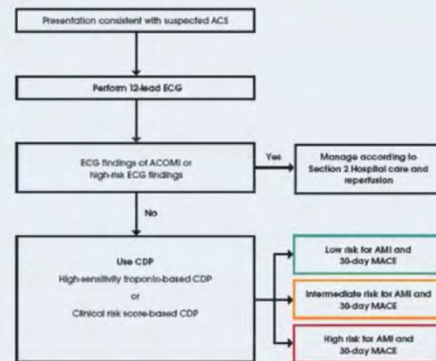 Presentation consistent with suspected ACS
Perform 12-lead ECG
ECG findings of ACOMI or
high-risk ECG findings
Yes
Manage according to
Section 2 Hospital care and
reperfusion
No
Use CDP
High-sensitivity troponin-based CDP
or
Clinical risk score-based CDP
Low risk for AMI and
30-day MACE
Intermediate risk for AMI and
30-day MACE
High risk for AMI and
30-day MACE